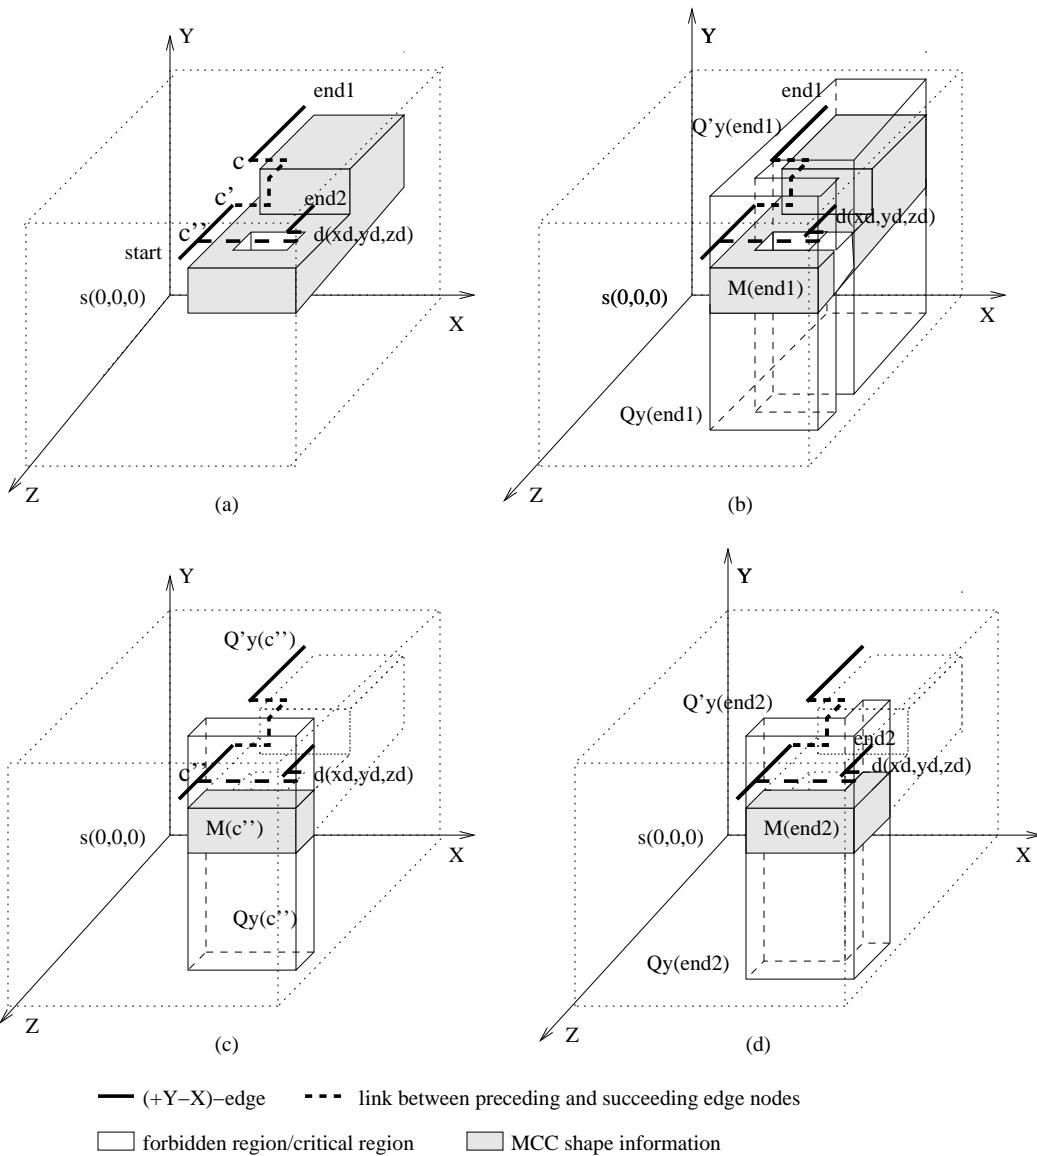 Y
end1
c
c'
end2
c''
d(xd,yd,zd)
start
s(0,0,0)
X
Z
(a)
Y
end1
Q'y(end1)
d(xd,yd,zd)
M(end1)
s(0,0,0)
X
Qy(end1)
Z
(b)
Y
Q'y(c'')
c''
d(xd,yd,zd)
M(c'')
s(0,0,0)
X
Qy(c'')
Z
(c)
Y
Q'y(end2)
end2
d(xd,yd,zd)
M(end2)
s(0,0,0)
X
Qy(end2)
Z
(d)
(+Y−X)−edge
link between preceding and succeeding edge nodes
forbidden region/critical region
MCC shape information